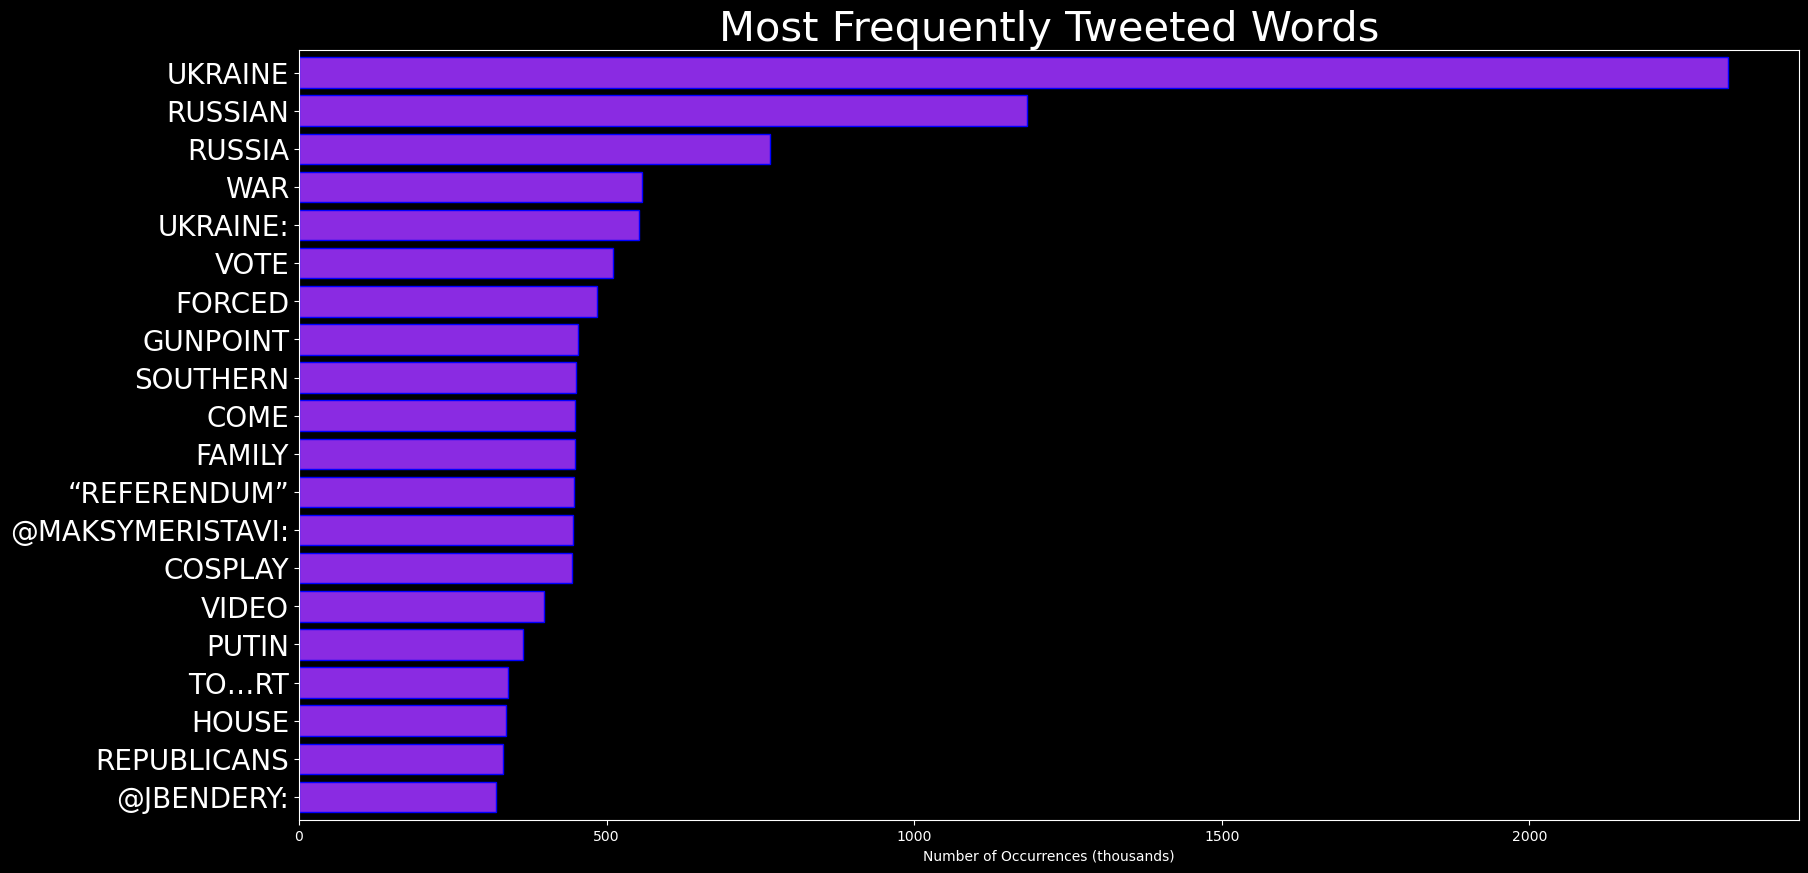 Most Frequently Tweeted Words
UKRAINE
RUSSIAN
RUSSIA
WAR
UKRAINE:
VOTE
FORCED
GUNPOINT
SOUTHERN
COME
FAMILY
“REFERENDUM”
@MAKSYMERISTAVI:
COSPLAY
VIDEO
PUTIN
TO…RT
HOUSE
REPUBLICANS
@JBENDERY:
0 500 1000 1500 2000
Number of Occurrences (thousands)